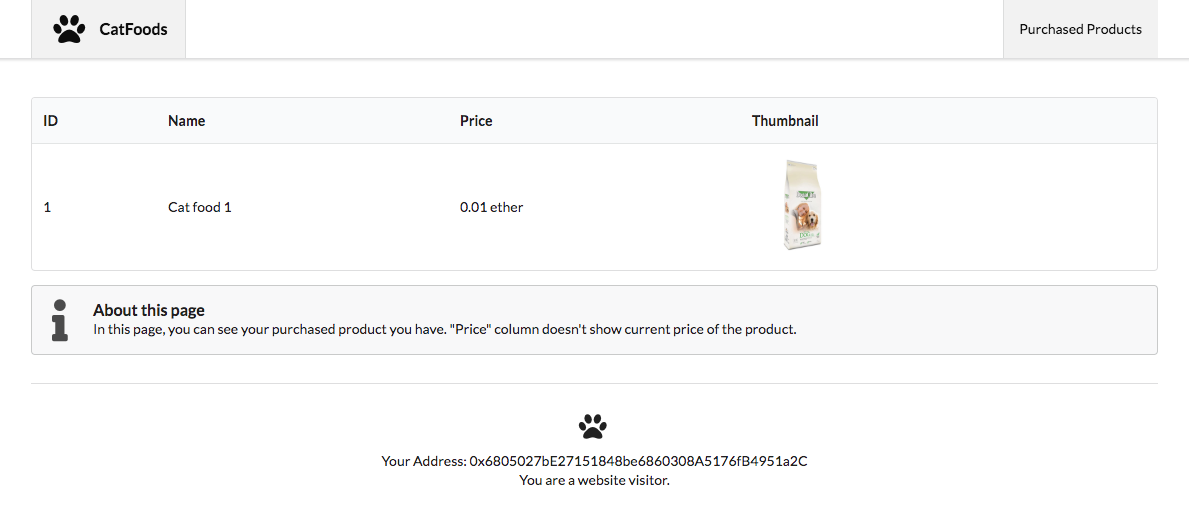 CatFoods
Purchased Products
ID Name Price Thumbnail
1 Cat food 1 0.01 ether
About this page
In this page, you can see your purchased product you have. "Price" column doesn't show current price of the product.
Your Address: 0x6805027bE27151848be6860308A5176fB4951a2C
You are a website visitor.